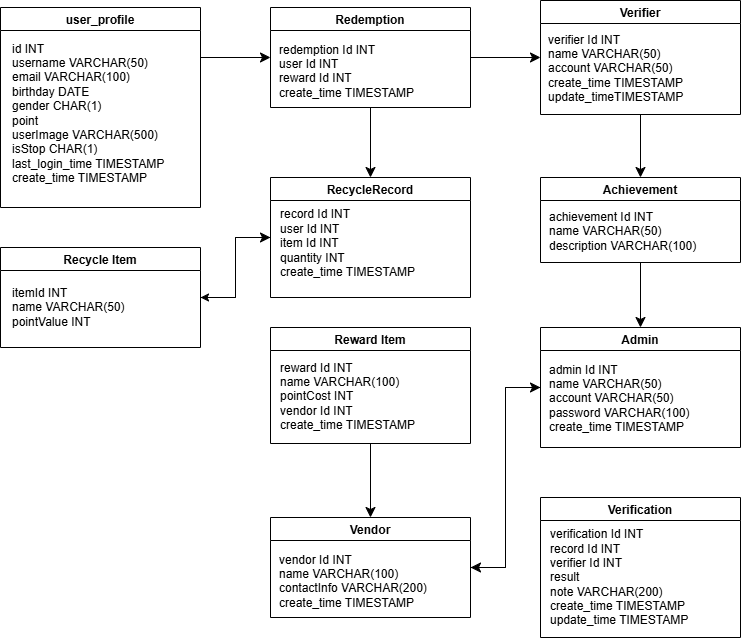 user_profile
id INT
username VARCHAR(50)
email VARCHAR(100)
birthday DATE
gender CHAR(1)
point
userImage VARCHAR(500)
isStop CHAR(1)
last_login_time TIMESTAMP
create_time TIMESTAMP
Redemption
redemption Id INT
user Id INT
reward Id INT
create_time TIMESTAMP
Verifier
verifier Id INT
name VARCHAR(50)
account VARCHAR(50)
create_time TIMESTAMP
update_timeTIMESTAMP
RecycleRecord
record Id INT
user Id INT
item Id INT
quantity INT
create_time TIMESTAMP
Achievement
achievement Id INT
name VARCHAR(50)
description VARCHAR(100)
Recycle Item
itemId INT
name VARCHAR(50)
pointValue INT
Reward Item
reward Id INT
name VARCHAR(100)
pointCost INT
vendor Id INT
create_time TIMESTAMP
Admin
admin Id INT
name VARCHAR(50)
account VARCHAR(50)
password VARCHAR(100)
create_time TIMESTAMP
Vendor
vendor Id INT
name VARCHAR(100)
contactInfo VARCHAR(200)
create_time TIMESTAMP
Verification
verification Id INT
record Id INT
verifier Id INT
result
note VARCHAR(200)
create_time TIMESTAMP
update_time TIMESTAMP